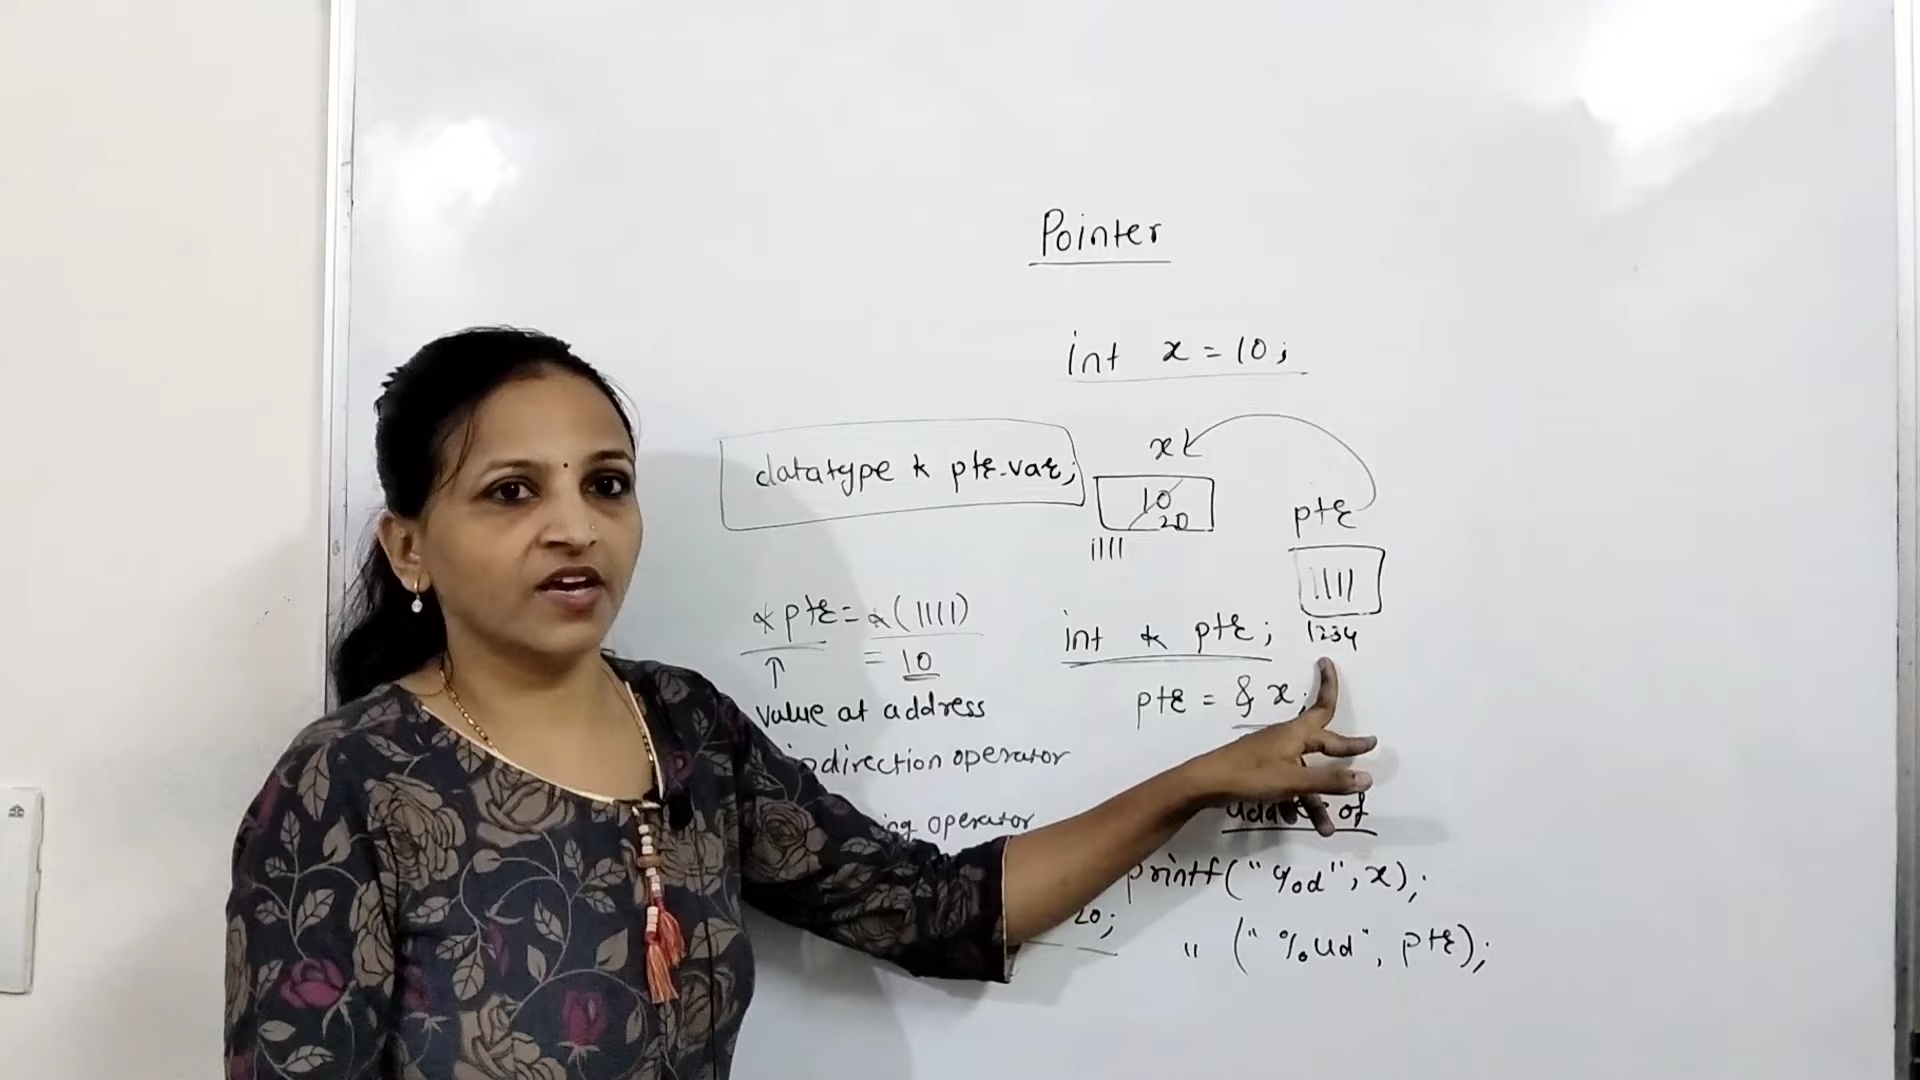 Pointer
int x = 10;
datatype * ptr-var;
x
10
20
1111
ptr
1111
1234
*ptr = *(1111)
= 10
↑
value at address
indirection operator
operator
int * ptr;
ptr = & x;
of
20;
printf("%d", x);
" ("%ud", ptr);